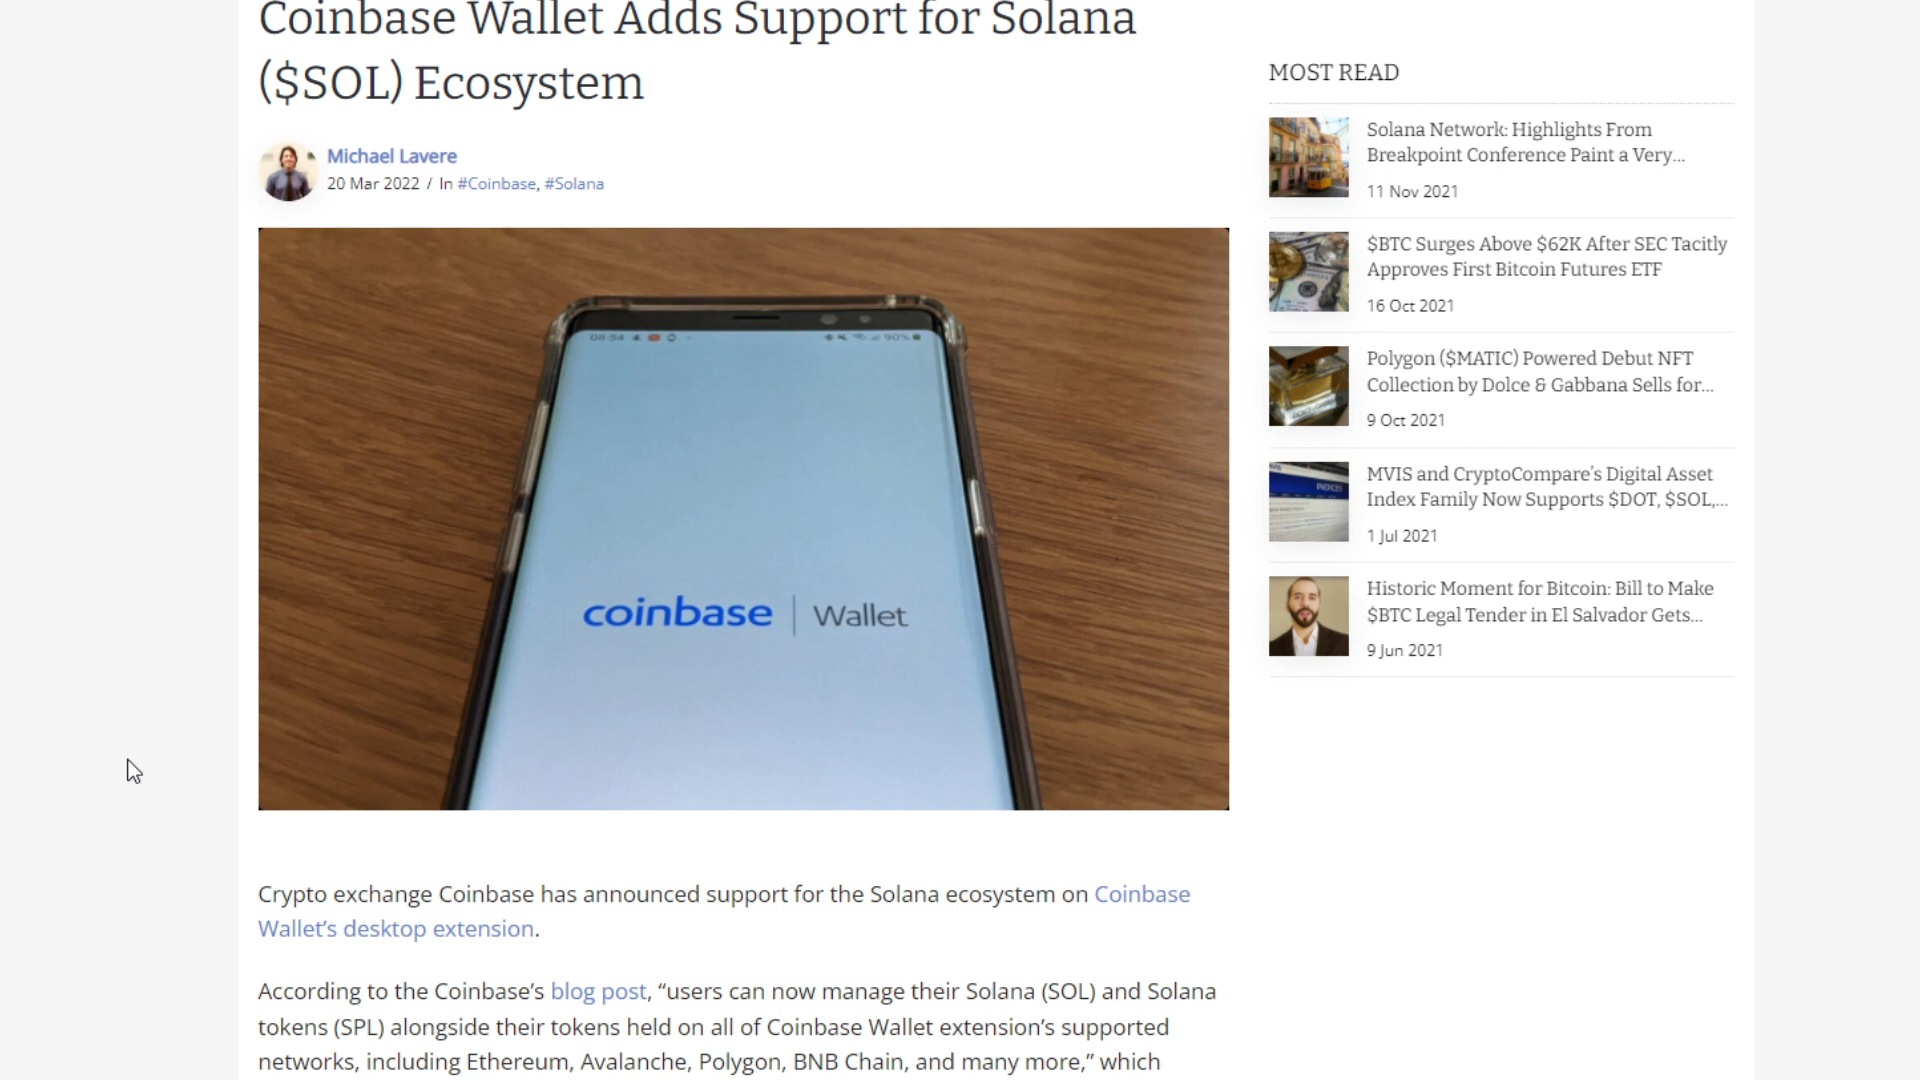 Coinbase Wallet Adds Support for Solana
($SOL) Ecosystem
Michael Lavere
20 Mar 2022 / In #Coinbase, #Solana
08:54
90%
coinbase | Wallet
Crypto exchange Coinbase has announced support for the Solana ecosystem on Coinbase
Wallet’s desktop extension.
According to the Coinbase’s blog post, “users can now manage their Solana (SOL) and Solana
tokens (SPL) alongside their tokens held on all of Coinbase Wallet extension’s supported
networks, including Ethereum, Avalanche, Polygon, BNB Chain, and many more,” which
MOST READ
Solana Network: Highlights From
Breakpoint Conference Paint a Very...
11 Nov 2021
$BTC Surges Above $62K After SEC Tacitly
Approves First Bitcoin Futures ETF
16 Oct 2021
Polygon ($MATIC) Powered Debut NFT
Collection by Dolce & Gabbana Sells for...
9 Oct 2021
INDICES
MVIS and CryptoCompare’s Digital Asset
Index Family Now Supports $DOT, $SOL,...
1 Jul 2021
Historic Moment for Bitcoin: Bill to Make
$BTC Legal Tender in El Salvador Gets...
9 Jun 2021